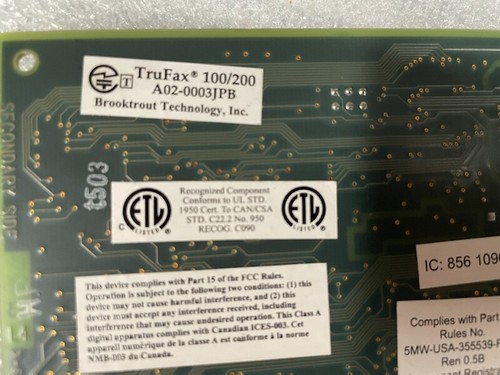 T
TruFax® 100/200
A02-0003JPB
Brooktrout Technology, Inc.
SECONDARY SIDE
C ETL LISTED
Recognized Component
Conforms to UL STD.
1950 Cert. To CAN/CSA
STD. C22.2 No. 950
RECOG. C090
ETL LISTED
This device complies with Part 15 of the FCC Rules.
Operation is subject to the following two conditions: (1) this
device may not cause harmful interference, and (2) this
device must accept any interference received, including
interference that may cause undesired operation. This Class A
digital apparatus complies with Canadian ICES-003. Cet
appareil numérique de la classe A est conforme à la norme
NMB-003 du Canada.
IC: 856 1090
Complies with Part
Rules No.
5MW-USA-355539-F
Ren 0.5B